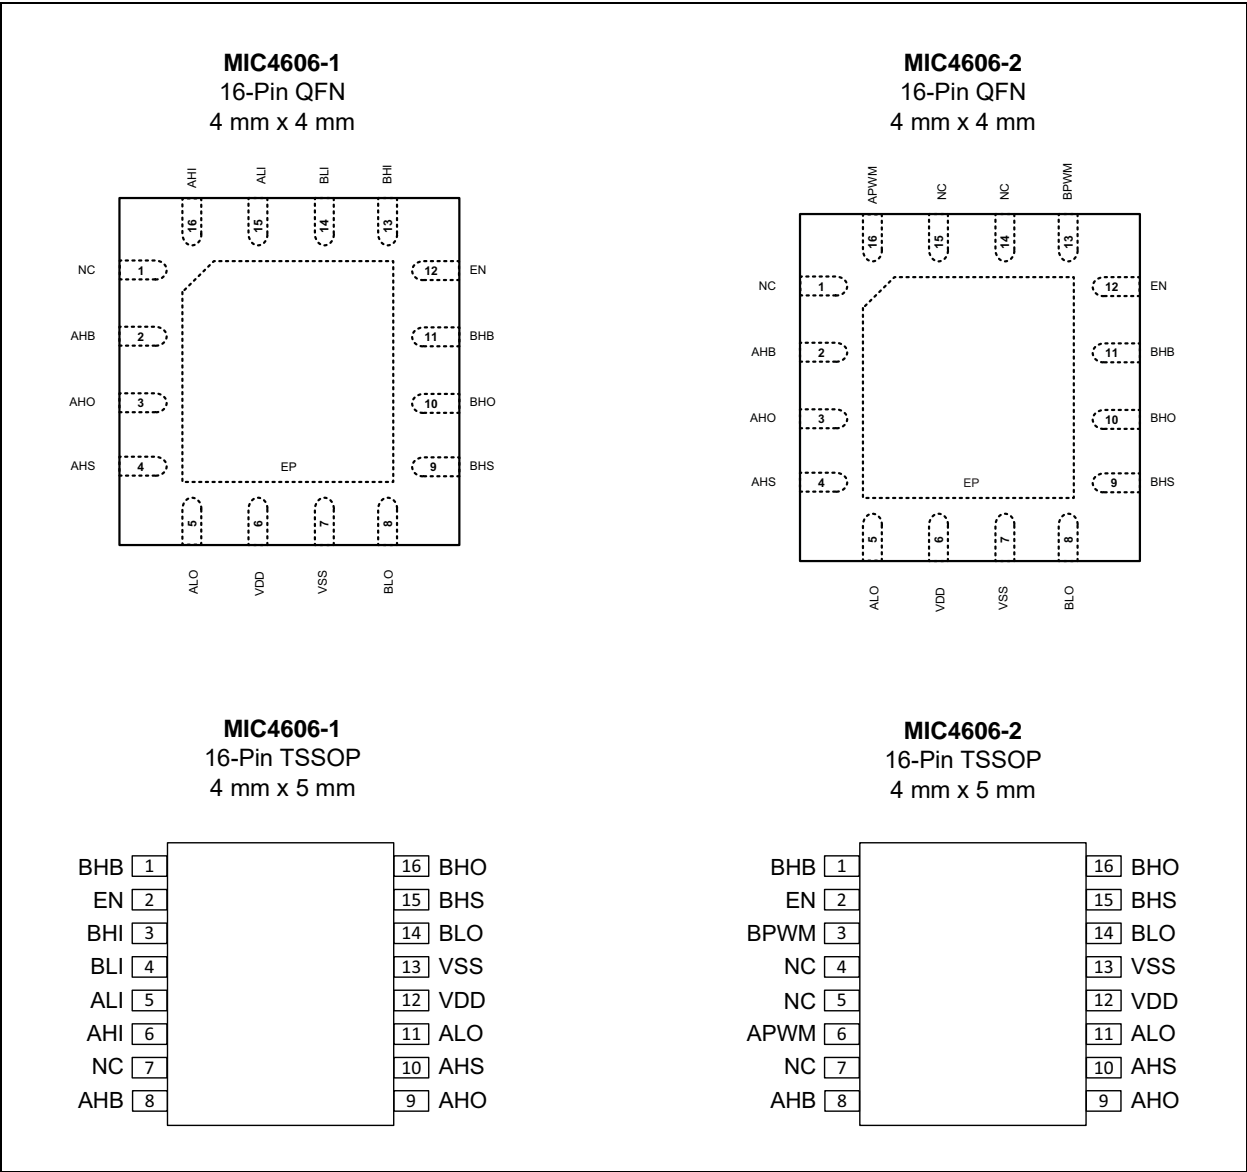 MIC4606-1
16-Pin QFN
4 mm x 4 mm
AHI ALI BLI BHI
16 15 14 13
NC 1 12 EN
AHB 2 11 BHB
AHO 3 10 BHO
AHS 4 EP 9 BHS
5 6 7 8
ALO VDD VSS BLO
MIC4606-2
16-Pin QFN
4 mm x 4 mm
APWM NC NC BPWM
16 15 14 13
NC 1 12 EN
AHB 2 11 BHB
AHO 3 10 BHO
AHS 4 EP 9 BHS
5 6 7 8
ALO VDD VSS BLO
MIC4606-1
16-Pin TSSOP
4 mm x 5 mm
BHB 1 16 BHO
EN 2 15 BHS
BHI 3 14 BLO
BLI 4 13 VSS
ALI 5 12 VDD
AHI 6 11 ALO
NC 7 10 AHS
AHB 8 9 AHO
MIC4606-2
16-Pin TSSOP
4 mm x 5 mm
BHB 1 16 BHO
EN 2 15 BHS
BPWM 3 14 BLO
NC 4 13 VSS
NC 5 12 VDD
APWM 6 11 ALO
NC 7 10 AHS
AHB 8 9 AHO